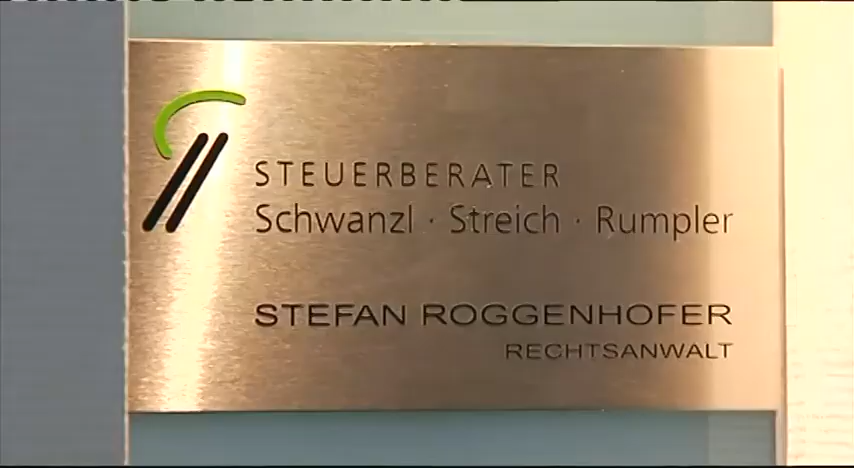 STEUERBERATER
Schwanzl · Streich · Rumpler
STEFAN ROGGENHOFER
RECHTSANWALT